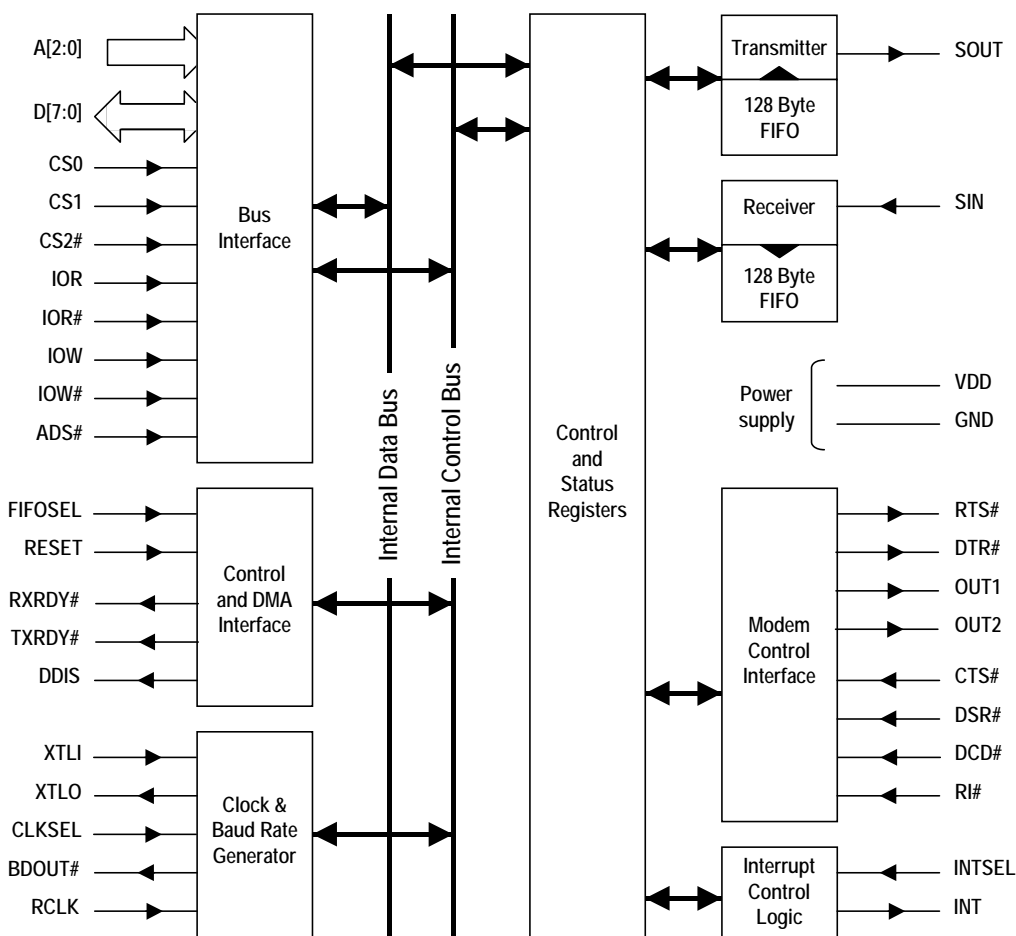 A[2:0]
D[7:0]
CS0
CS1
CS2#
IOR
IOR#
IOW
IOW#
ADS#
Bus
Interface
FIFOSEL
RESET
RXRDY#
TXRDY#
DDIS
Control
and DMA
Interface
XTLI
XTLO
CLKSEL
BDOUT#
RCLK
Clock &
Baud Rate
Generator
Internal Data Bus
Internal Control Bus
Control
and
Status
Registers
Transmitter
128 Byte
FIFO
SOUT
Receiver
128 Byte
FIFO
SIN
Power
supply
VDD
GND
Modem
Control
Interface
RTS#
DTR#
OUT1
OUT2
CTS#
DSR#
DCD#
RI#
Interrupt
Control
Logic
INTSEL
INT